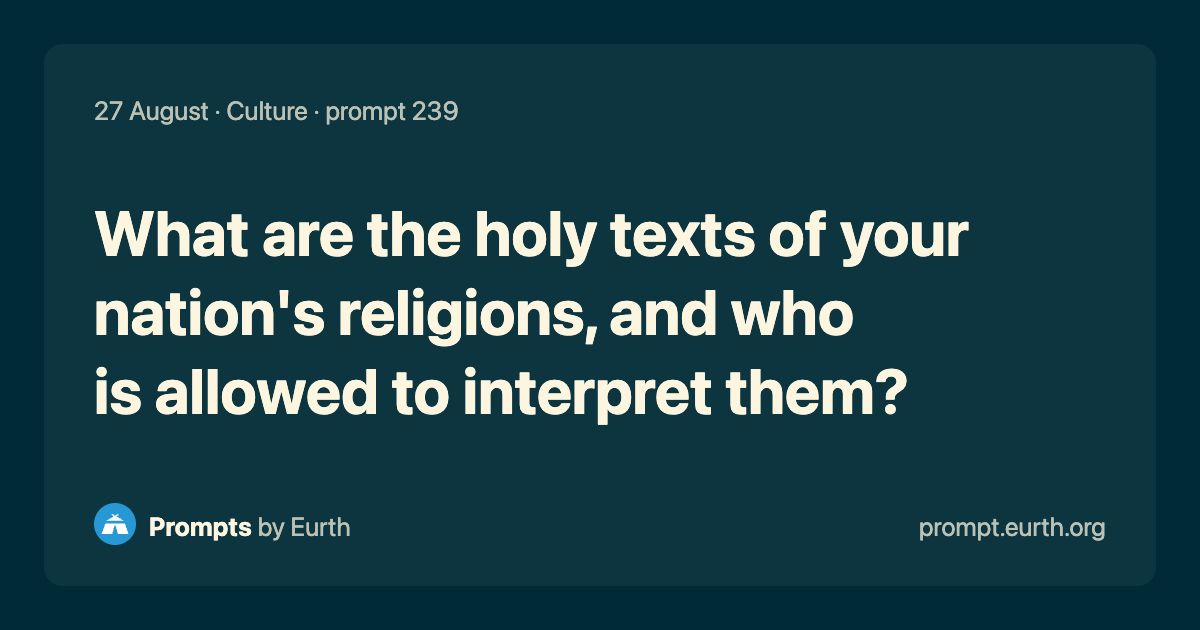 27 August · Culture · prompt 239
What are the holy texts of your
nation's religions, and who
is allowed to interpret them?
Prompts by Eurth
prompt.eurth.org